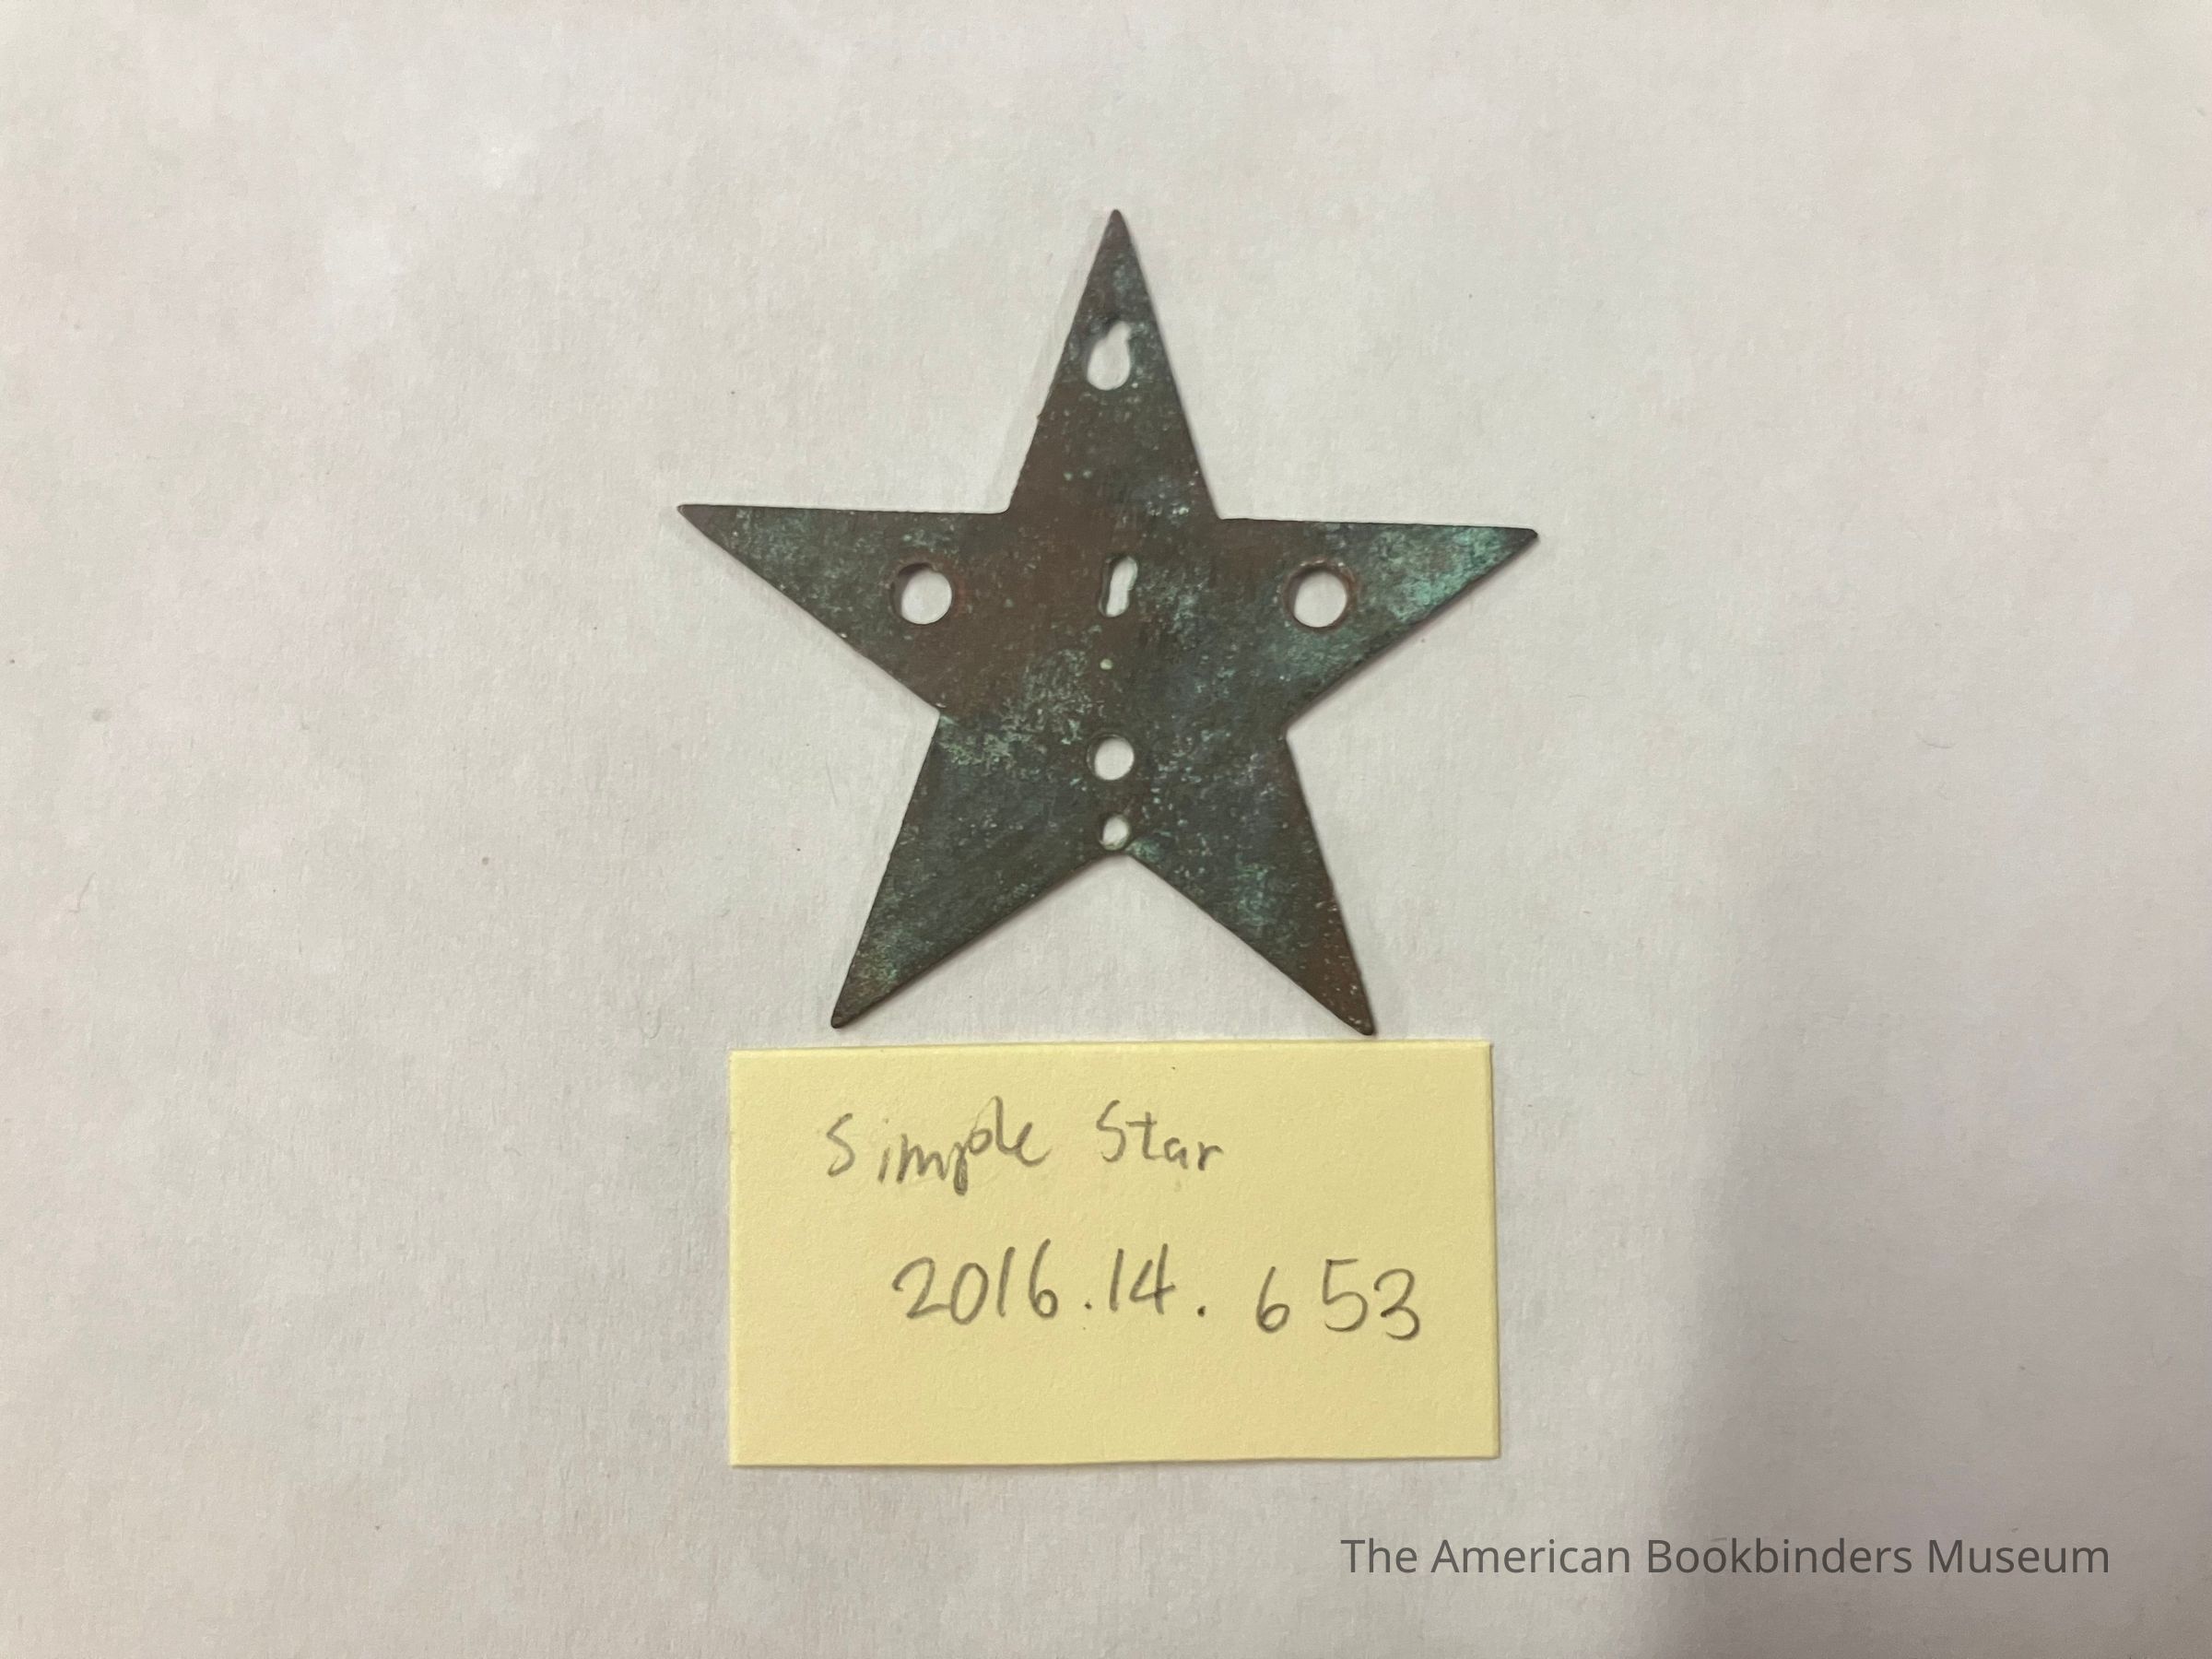 Simple Star
2016.14.653
The American Bookbinders Museum